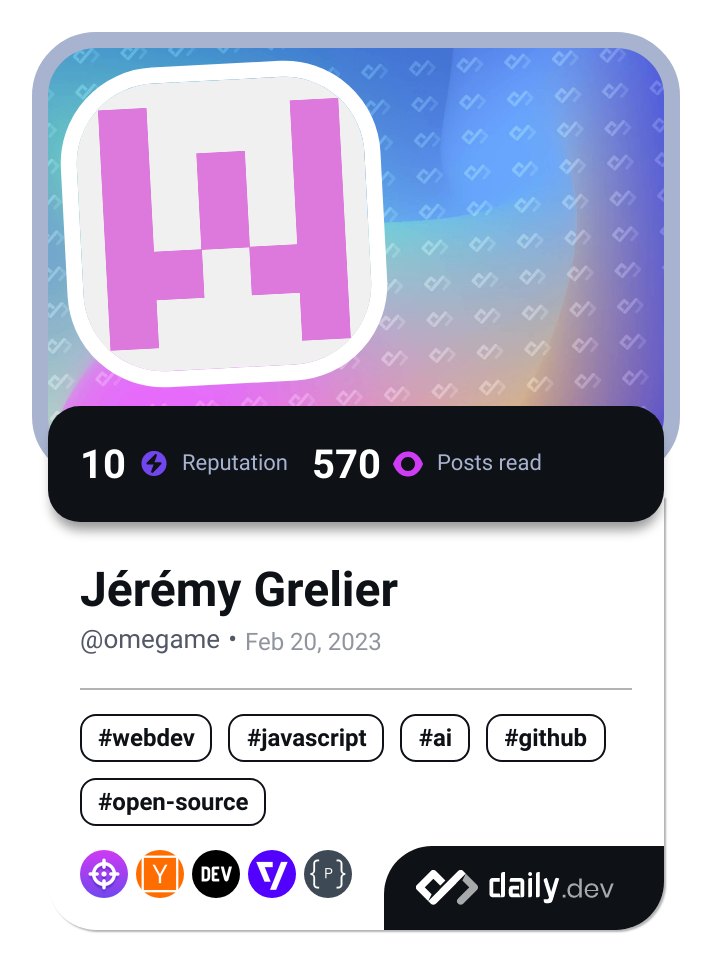 10 Reputation 570 Posts read
Jérémy Grelier
@omegame • Feb 20, 2023
#webdev #javascript #ai #github
#open-source
Y DEV {P} daily.dev